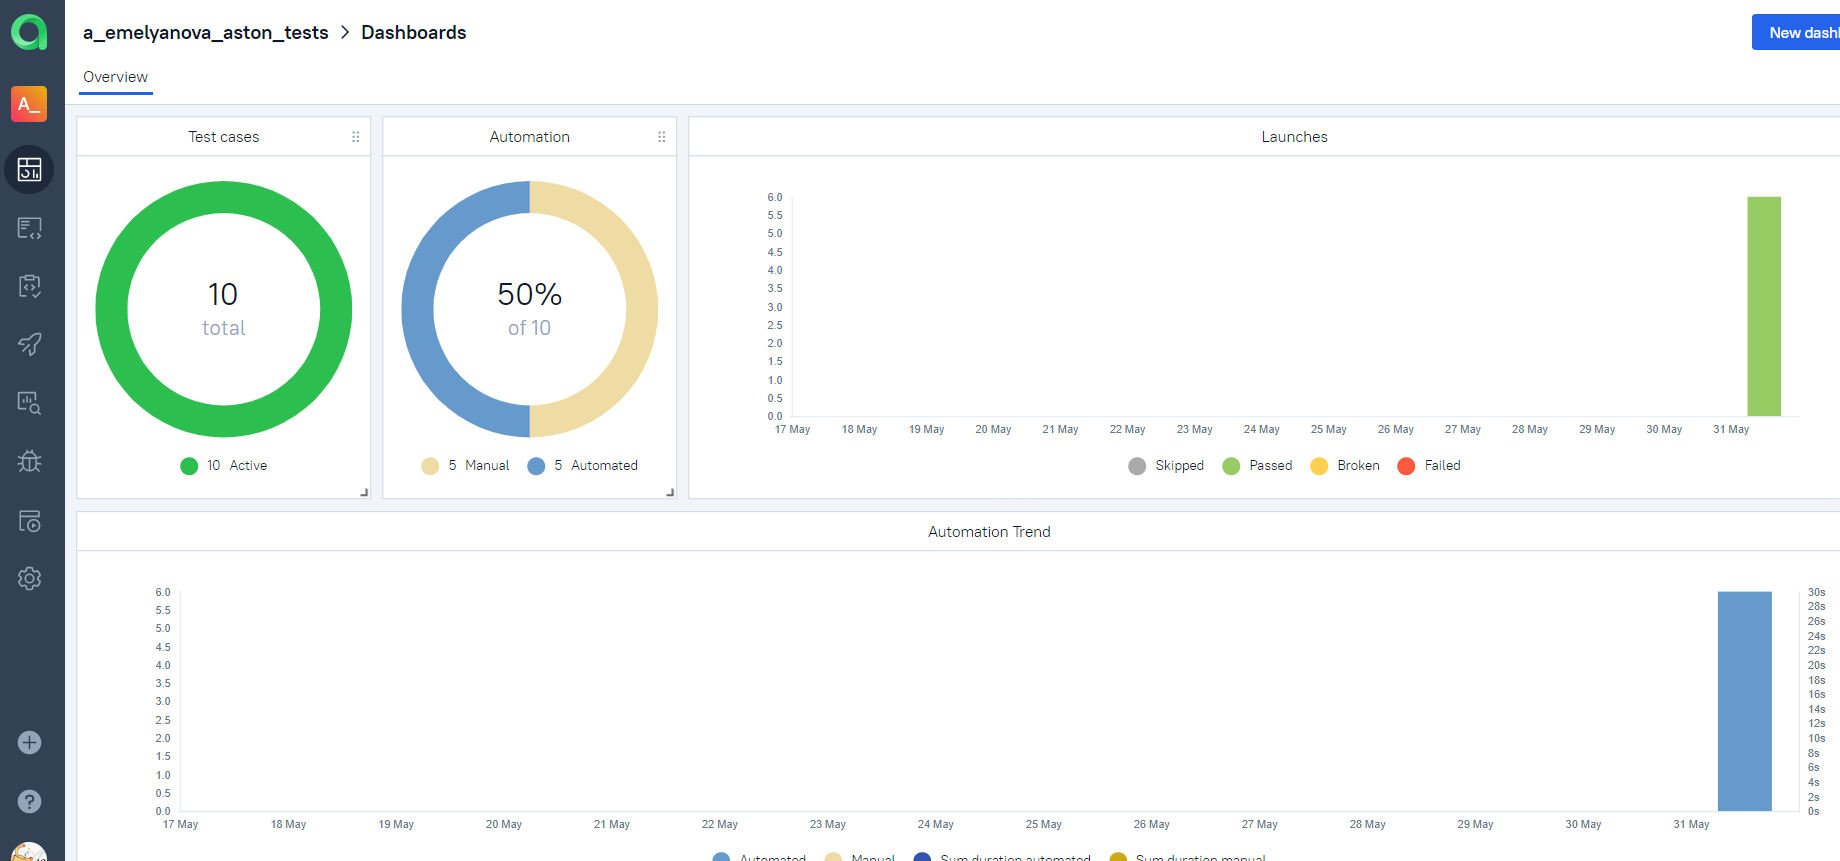 a_emelyanova_aston_tests > Dashboards
New dash
Overview
A_
Test cases
10
total
10 Active
Automation
50%
of 10
5 Manual 5 Automated
Launches
6.0
5.5
5.0
4.5
4.0
3.5
3.0
2.5
2.0
1.5
1.0
0.5
0.0
17 May 18 May 19 May 20 May 21 May 22 May 23 May 24 May 25 May 26 May 27 May 28 May 29 May 30 May 31 May
Skipped Passed Broken Failed
Automation Trend
6.0
5.5
5.0
4.5
4.0
3.5
3.0
2.5
2.0
1.5
1.0
0.5
0.0
30s
28s
26s
24s
22s
20s
18s
16s
14s
12s
10s
8s
6s
4s
2s
0s
17 May 18 May 19 May 20 May 21 May 22 May 23 May 24 May 25 May 26 May 27 May 28 May 29 May 30 May 31 May
Automated Manual Sum duration automated Sum duration manual